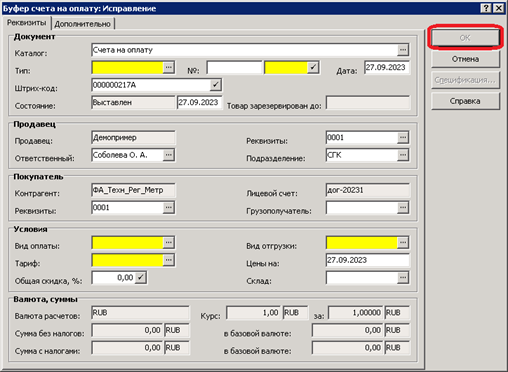 Буфер счета на оплату: Исправление
Реквизиты Дополнительно
Документ
Каталог: Счета на оплату ...
Тип: ... №: Дата: 27.09.2023
Штрих-код: 000000217А
Состояние: Выставлен 27.09.2023 Товар зарезервирован до:
Продавец
Продавец: Демопример Реквизиты: 0001 ...
Ответственный: Соболева О. А. ... Подразделение: СГК ...
Покупатель
Контрагент: ФА_Техн_Рег_Метр Лицевой счет: дог-20231
Реквизиты: 0001 ... Грузополучатель: ...
Условия
Вид оплаты: ... Вид отгрузки: ...
Тариф: ... Цены на: 27.09.2023
Общая скидка, %: 0,00 Склад: ...
Валюта, суммы
Валюта расчетов: RUB Курс: 1,00 RUB за: 1,00000 RUB
Сумма без налогов: 0,00 RUB в базовой валюте: 0,00 RUB
Сумма с налогами: 0,00 RUB в базовой валюте: 0,00 RUB
OK
Отмена
Спецификация...
Справка